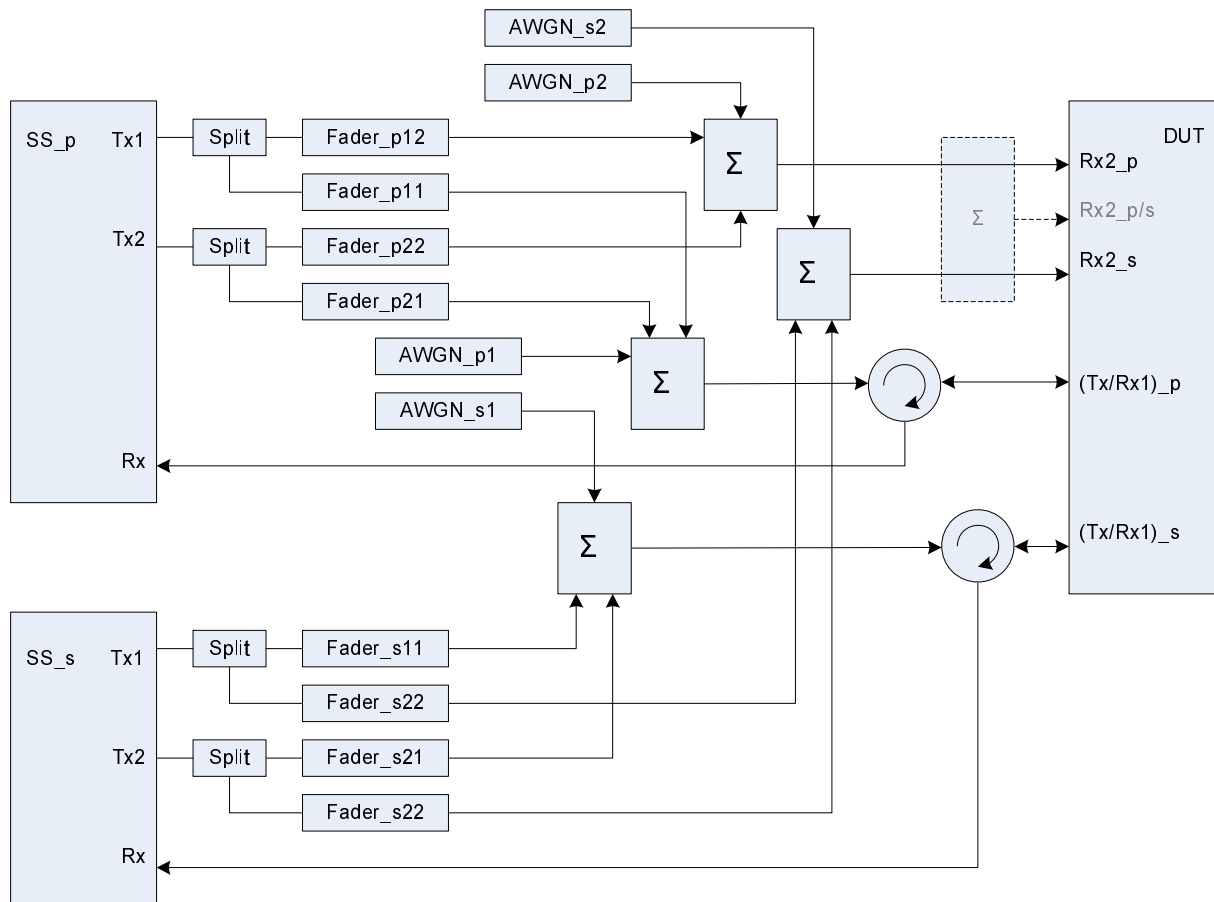 AWGN_s2
AWGN_p2
SS_p
Tx1
Split
Fader_p12
Σ
DUT
Rx2_p
Fader_p11
Σ
Rx2_p/s
Tx2
Split
Fader_p22
Σ
Rx2_s
Fader_p21
AWGN_p1
Σ
(Tx/Rx1)_p
AWGN_s1
Rx
Σ
(Tx/Rx1)_s
SS_s
Tx1
Split
Fader_s11
Fader_s22
Tx2
Split
Fader_s21
Fader_s22
Rx